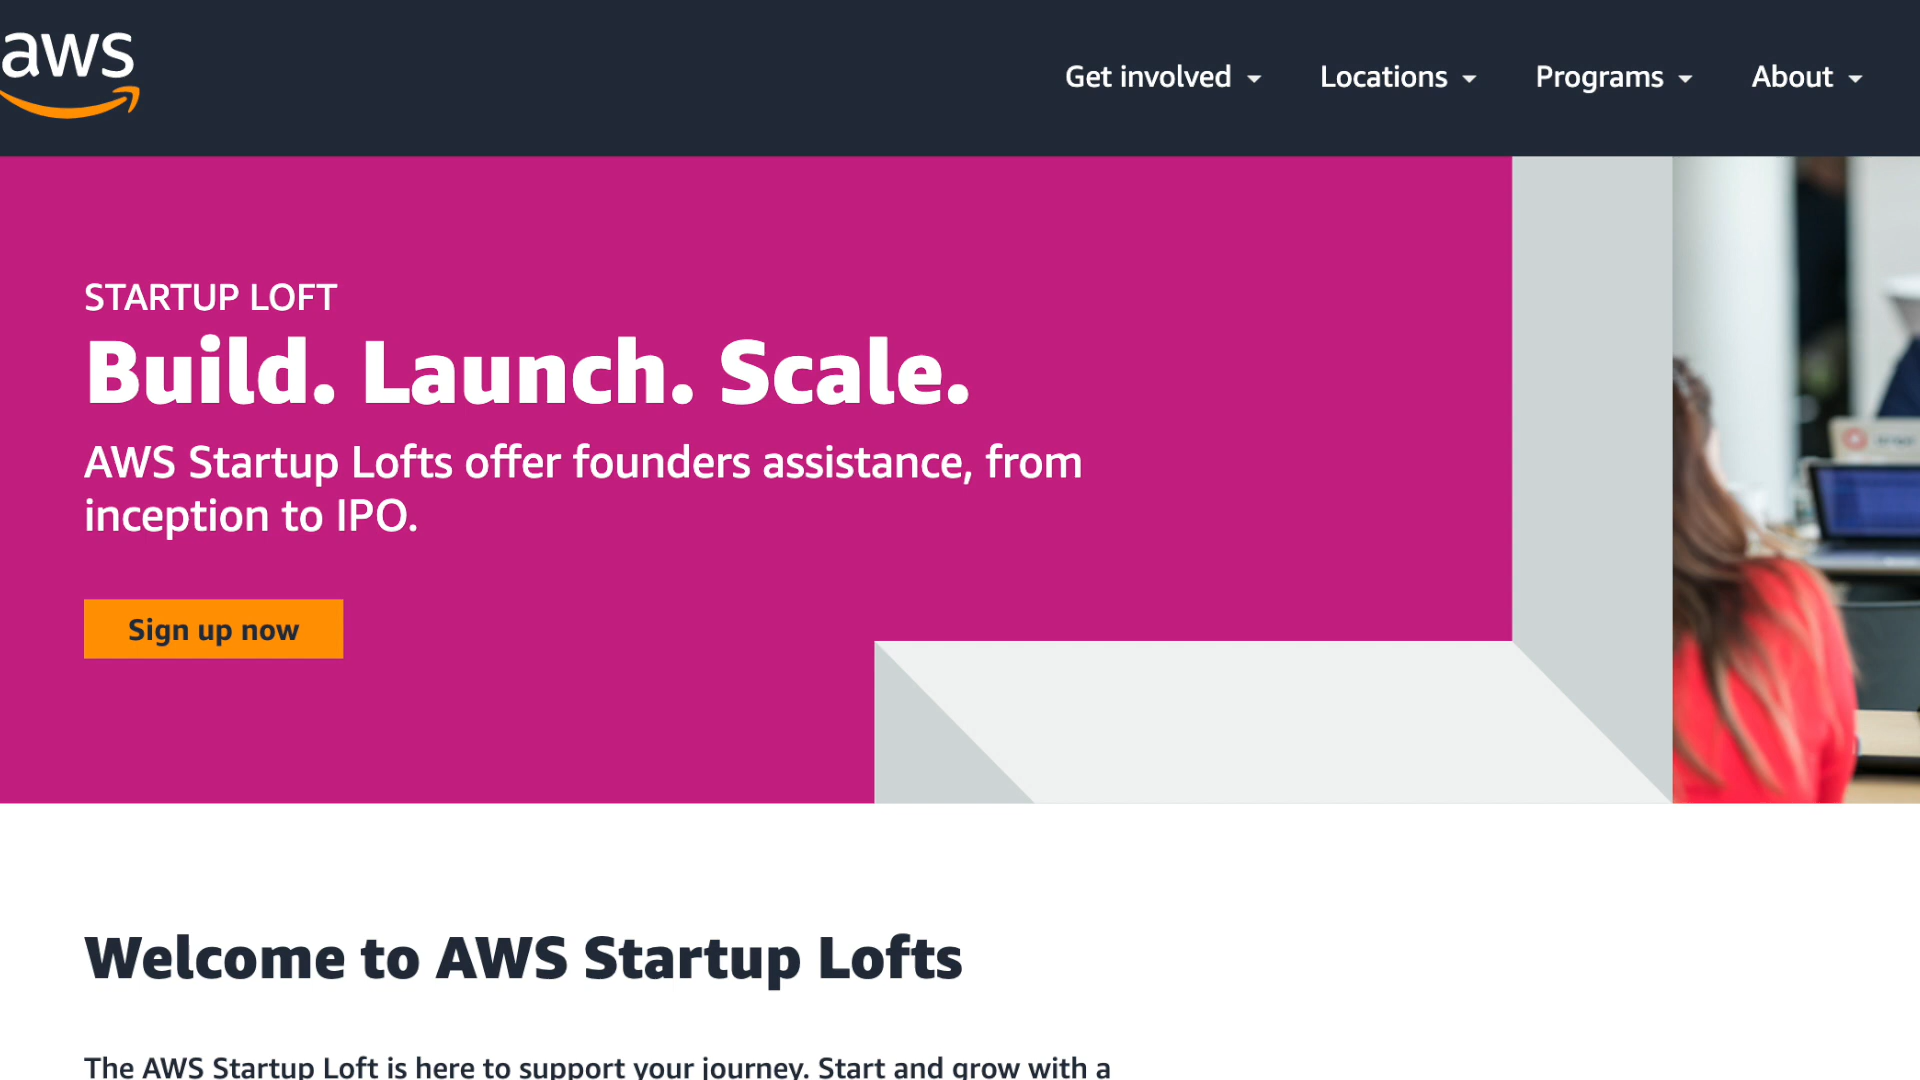 aws
Get involved
Locations
Programs
About
STARTUP LOFT
Build. Launch. Scale.
AWS Startup Lofts offer founders assistance, from
inception to IPO.
Sign up now
Welcome to AWS Startup Lofts
The AWS Startup Loft is here to support your journey. Start and grow with a